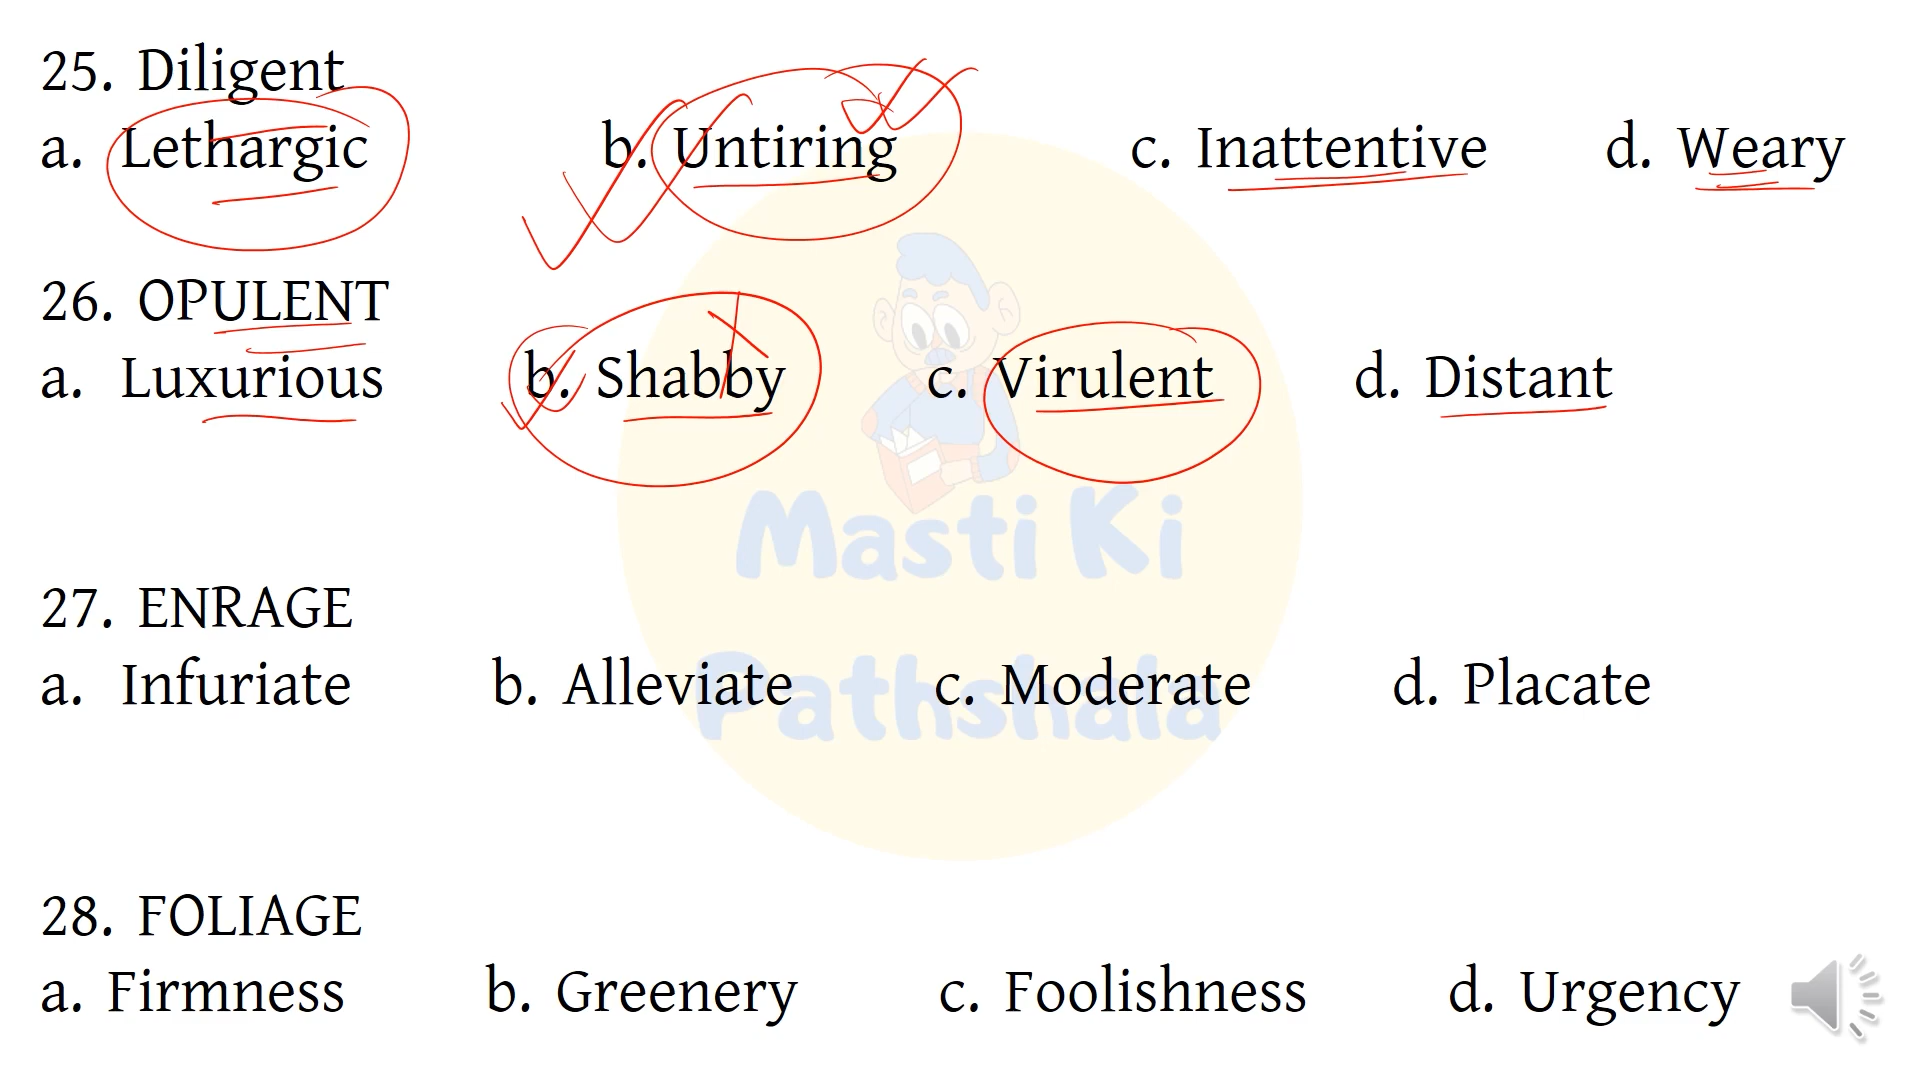 25. Diligent
a. Lethargic b. Untiring c. Inattentive d. Weary
26. OPULENT
a. Luxurious b. Shabby c. Virulent d. Distant
Masti Ki
27. ENRAGE
a. Infuriate b. Alleviate c. Moderate d. Placate
Pathshala
28. FOLIAGE
a. Firmness b. Greenery c. Foolishness d. Urgency